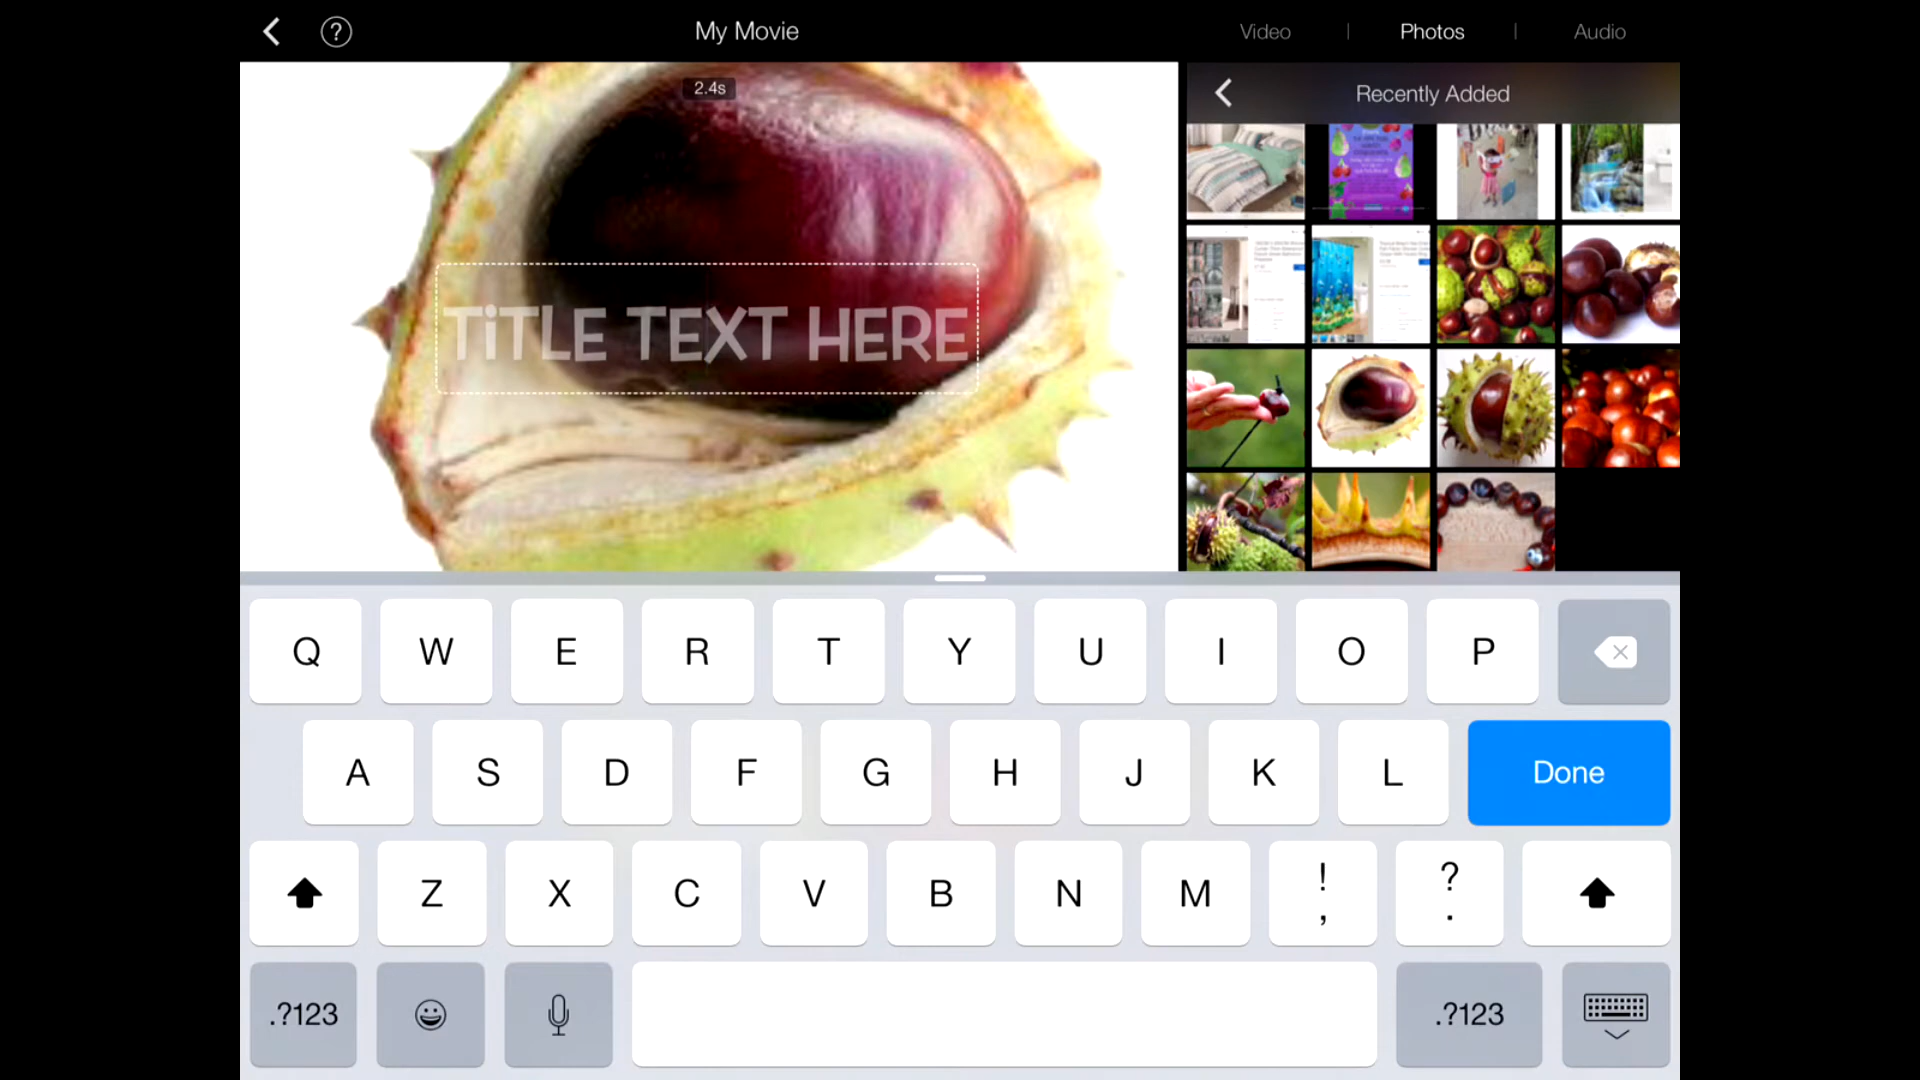 My Movie
Video | Photos | Audio
2.4s
Recently Added
TiTLE TEXT HERE
Q W E R T Y U I O P
A S D F G H J K L Done
Z X C V B N M ! ?
, .
.?123 .?123